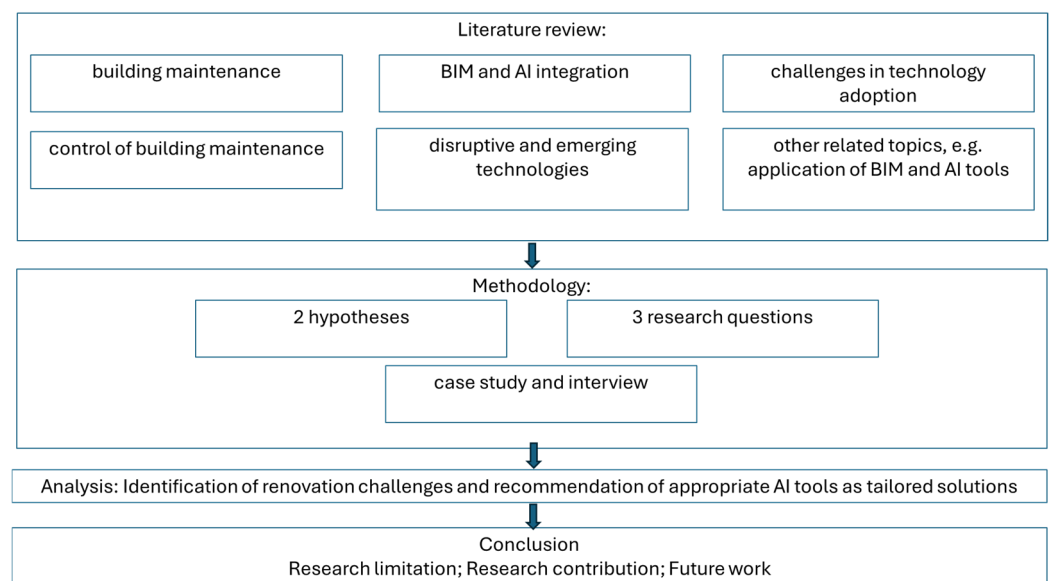 Literature review:
building maintenance
BIM and AI integration
challenges in technology
adoption
control of building maintenance
disruptive and emerging
technologies
other related topics, e.g.
application of BIM and AI tools
Methodology:
2 hypotheses
3 research questions
case study and interview
Analysis: Identification of renovation challenges and recommendation of appropriate AI tools as tailored solutions
Conclusion
Research limitation; Research contribution; Future work